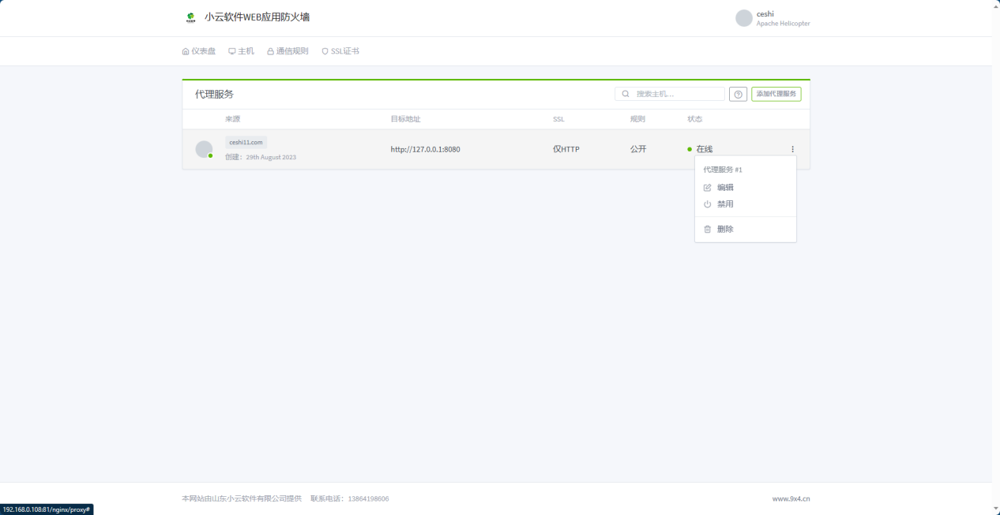 小云软件WEB应用防火墙
ceshi
Apache Helicopter
仪表盘 主机 通信规则 SSL证书
代理服务 搜索主机... 添加代理服务
来源 目标地址 SSL 规则 状态
ceshi11.com
创建：29th August 2023
http://127.0.0.1:8080 仅HTTP 公开 在线
代理服务 #1
编辑
禁用
删除
本网站由山东小云软件有限公司提供 联系电话：13864198606 www.9x4.cn
192.168.0.108:81/nginx/proxy#